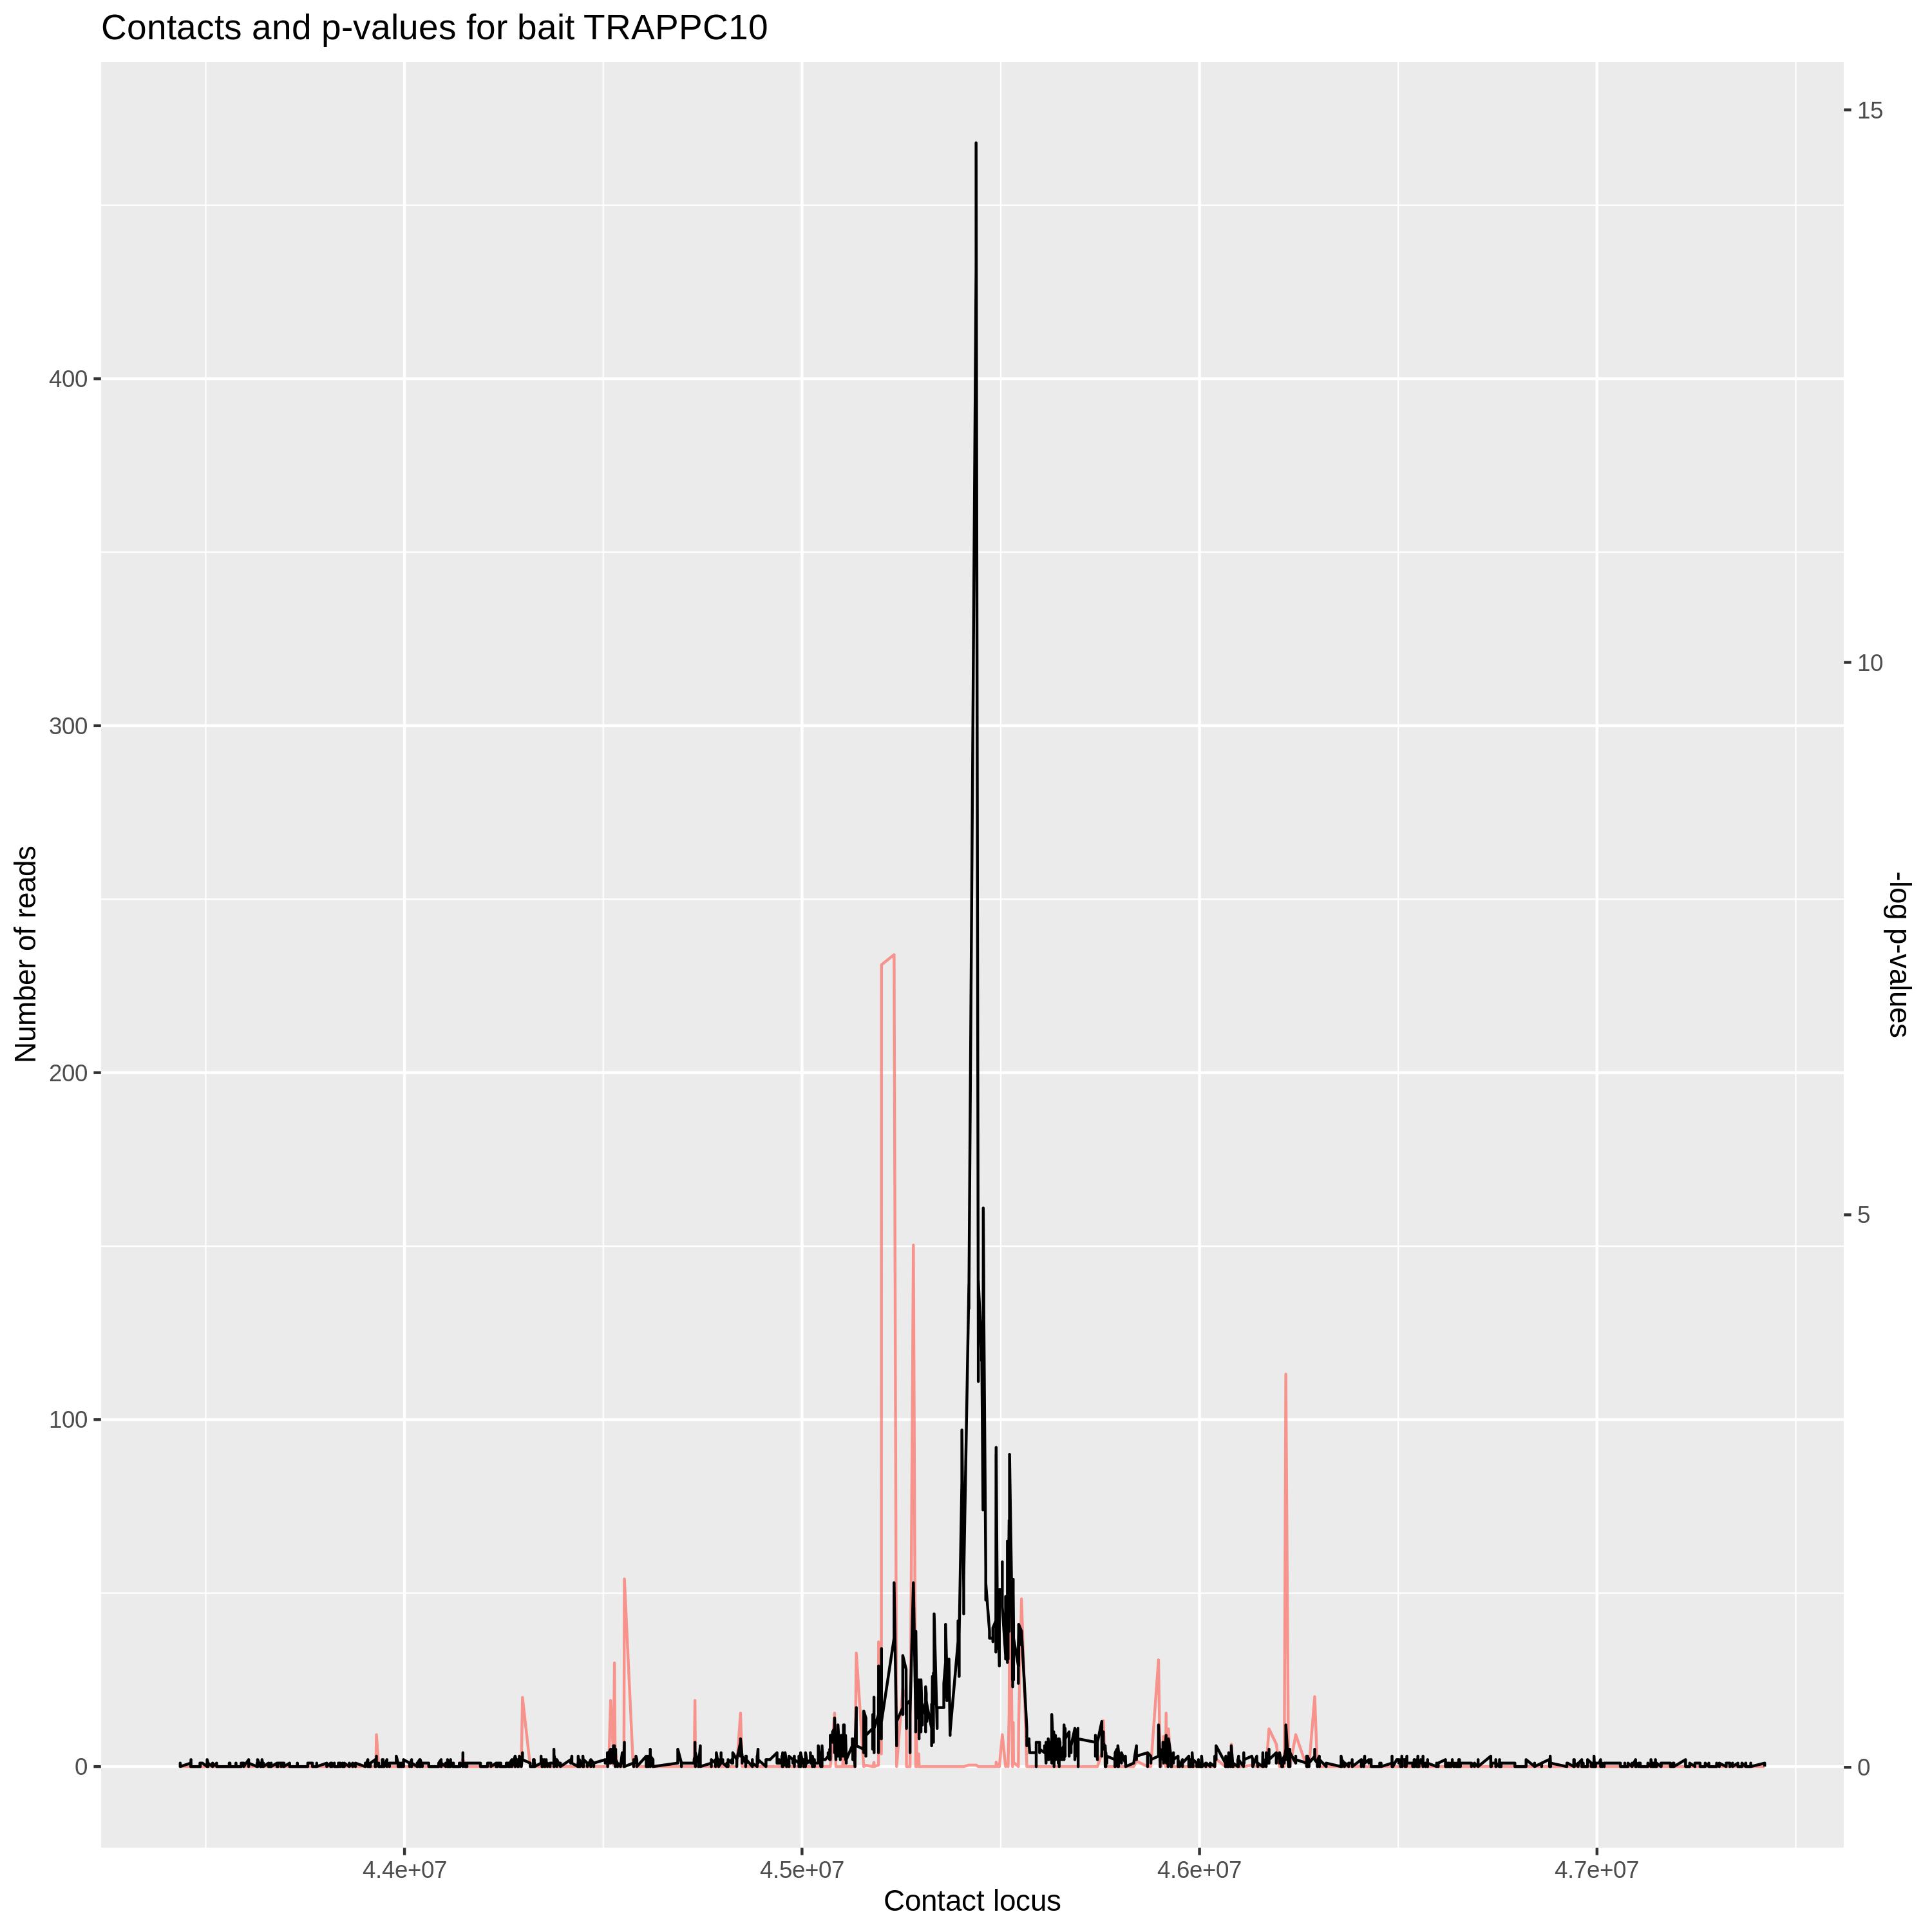 Contacts and p-values for bait TRAPPC10
Number of reads
400
300
200
100
0
15
10
5
0
-log p-values
4.4e+07
4.5e+07
4.6e+07
4.7e+07
Contact locus